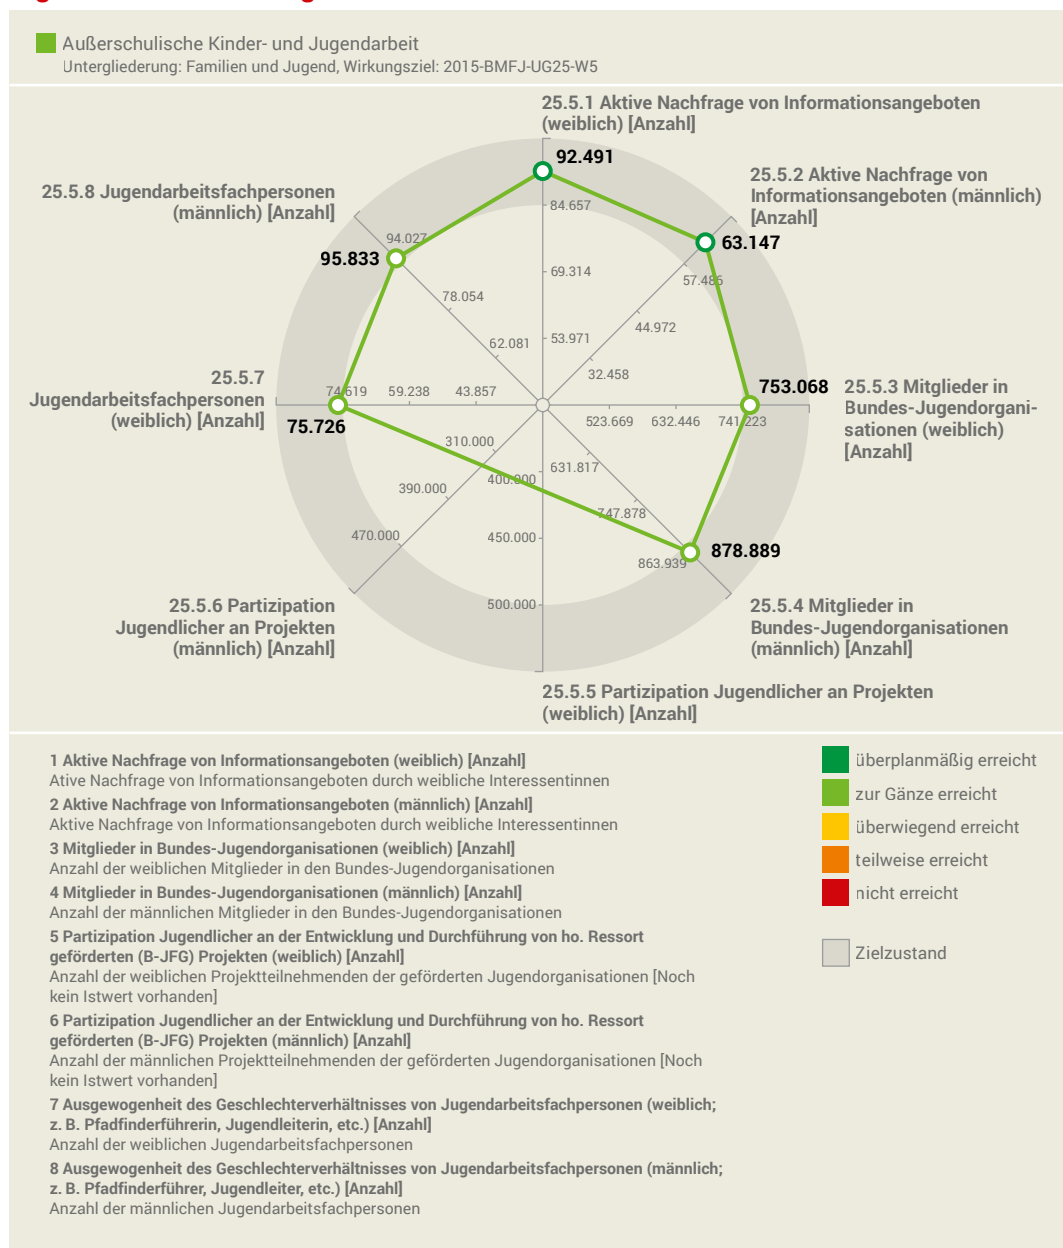 Außerschulische Kinder- und Jugendarbeit
Untergliederung: Familien und Jugend, Wirkungsziel: 2015-BMFJ-UG25-W5
25.5.1 Aktive Nachfrage von Informationsangeboten
(weiblich) [Anzahl]
92.491
25.5.2 Aktive Nachfrage von
Informationsangeboten (männlich)
[Anzahl]
63.147
25.5.8 Jugendarbeitsfachpersonen
(männlich) [Anzahl]
95.833
84.657
69.314
53.971
57.486
44.972
32.458
94.027
78.054
62.081
25.5.7
Jugendarbeitsfachpersonen
(weiblich) [Anzahl]
75.726
74.619
59.238
43.857
753.068
25.5.3 Mitglieder in
Bundes-Jugendorgani-
sationen (weiblich)
[Anzahl]
523.669
632.446
741.223
310.000
390.000
470.000
400.000
450.000
500.000
631.817
747.878
863.939
878.889
25.5.6 Partizipation
Jugendlicher an Projekten
(männlich) [Anzahl]
25.5.4 Mitglieder in
Bundes-Jugendorganisationen
(männlich) [Anzahl]
25.5.5 Partizipation Jugendlicher an Projekten
(weiblich) [Anzahl]
1 Aktive Nachfrage von Informationsangeboten (weiblich) [Anzahl]
Ative Nachfrage von Informationsangeboten durch weibliche Interessentinnen
2 Aktive Nachfrage von Informationsangeboten (männlich) [Anzahl]
Aktive Nachfrage von Informationsangeboten durch weibliche Interessentinnen
3 Mitglieder in Bundes-Jugendorganisationen (weiblich) [Anzahl]
Anzahl der weiblichen Mitglieder in den Bundes-Jugendorganisationen
4 Mitglieder in Bundes-Jugendorganisationen (männlich) [Anzahl]
Anzahl der männlichen Mitglieder in den Bundes-Jugendorganisationen
5 Partizipation Jugendlicher an der Entwicklung und Durchführung von ho. Ressort
geförderten (B-JFG) Projekten (weiblich) [Anzahl]
Anzahl der weiblichen Projektteilnehmenden der geförderten Jugendorganisationen [Noch
kein Istwert vorhanden]
6 Partizipation Jugendlicher an der Entwicklung und Durchführung von ho. Ressort
geförderten (B-JFG) Projekten (männlich) [Anzahl]
Anzahl der männlichen Projektteilnehmenden der geförderten Jugendorganisationen [Noch
kein Istwert vorhanden]
7 Ausgewogenheit des Geschlechterverhältnisses von Jugendarbeitsfachpersonen (weiblich;
z. B. Pfadfinderführerin, Jugendleiterin, etc.) [Anzahl]
Anzahl der weiblichen Jugendarbeitsfachpersonen
8 Ausgewogenheit des Geschlechterverhältnisses von Jugendarbeitsfachpersonen (männlich;
z. B. Pfadfinderführer, Jugendleiter, etc.) [Anzahl]
Anzahl der männlichen Jugendarbeitsfachpersonen
überplanmäßig erreicht
zur Gänze erreicht
überwiegend erreicht
teilweise erreicht
nicht erreicht
Zielzustand